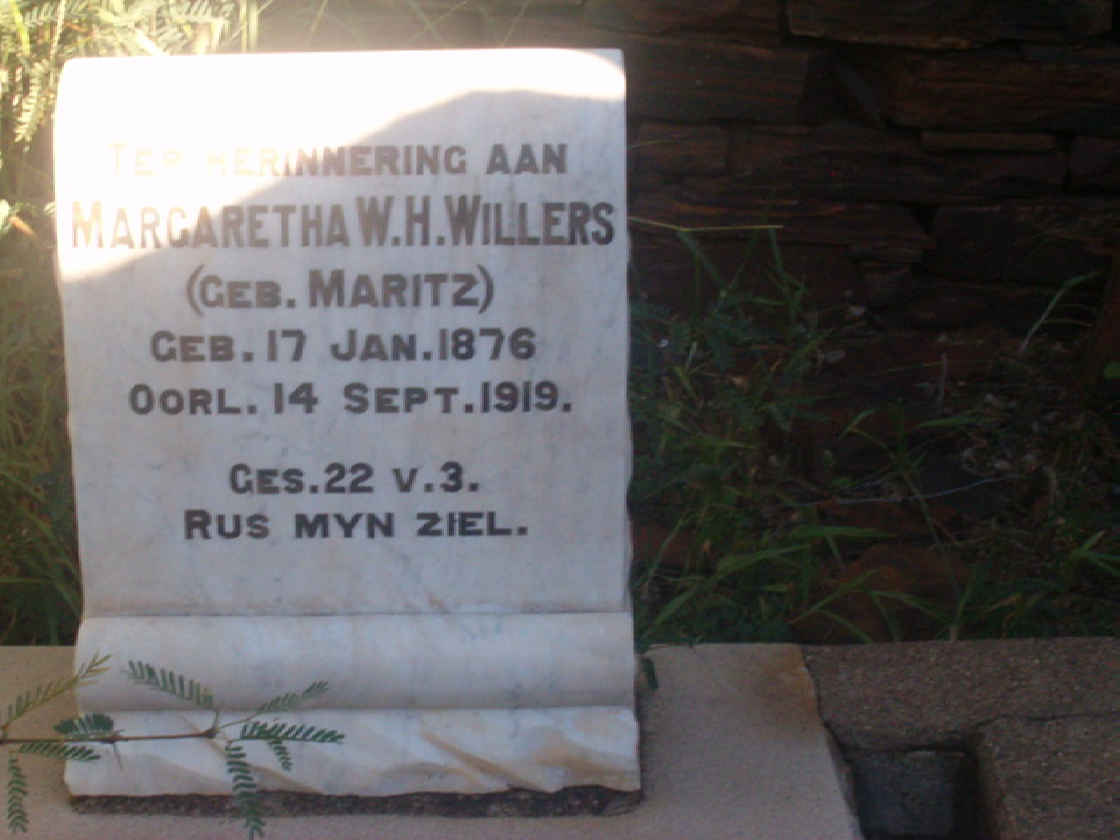 TER HERINNERING AAN
MARGARETHA W.H. WILLERS
(GEB. MARITZ)
GEB. 17 JAN. 1876
OORL. 14 SEPT. 1919.
GES. 22 V. 3.
RUS MYN ZIEL.